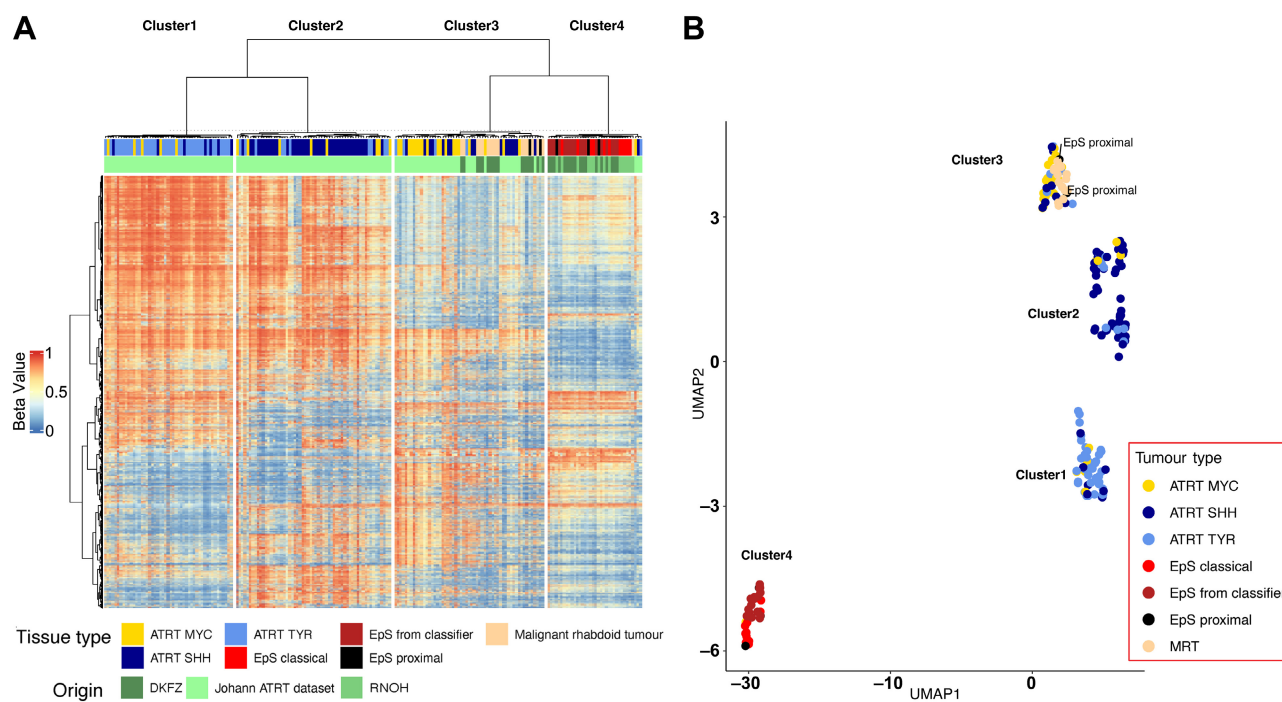 A
Cluster1
Cluster2
Cluster3
Cluster4
Beta Value
1
0.5
0
Tissue type
ATRT MYC
ATRT TYR
EpS from classifier
Malignant rhabdoid tumour
ATRT SHH
EpS classical
EpS proximal
Origin
DKFZ
Johann ATRT dataset
RNOH
B
Cluster3
EpS proximal
EpS proximal
Cluster2
Cluster1
Cluster4
3
0
−3
−6
UMAP2
−30
−10
0
UMAP1
Tumour type
ATRT MYC
ATRT SHH
ATRT TYR
EpS classical
EpS from classifie
EpS proximal
MRT